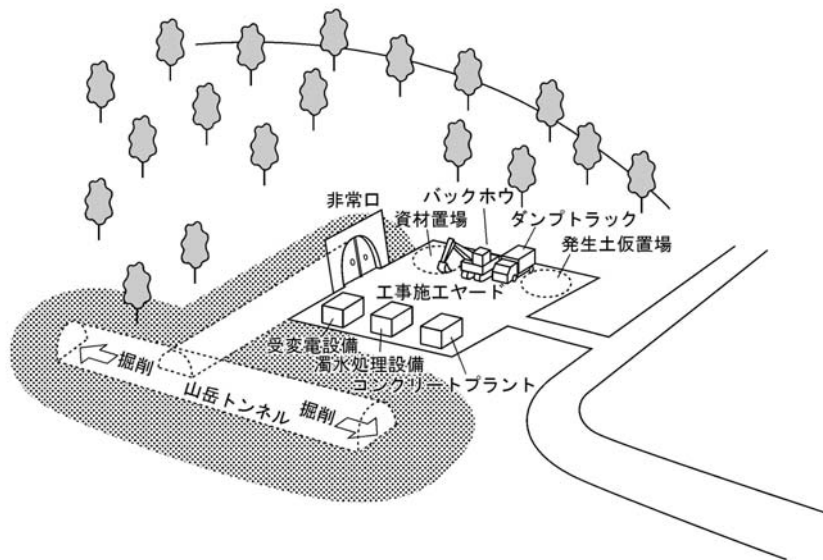 バックホウ
非常口
資材置場
ダンプトラック
発生土仮置場
工事施工ヤード
受変電設備
濁水処理設備
コンクリートプラント
掘削
山岳トンネル
掘削